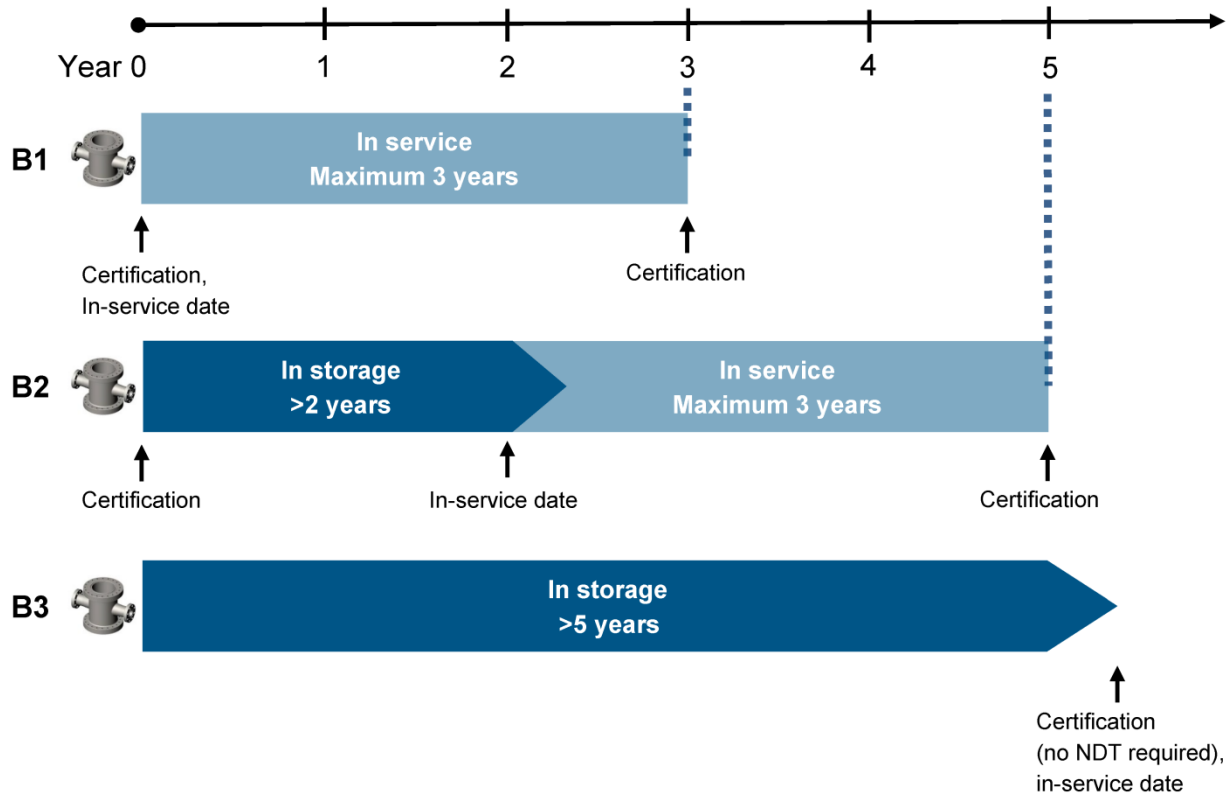 Year 0 1 2 3 4 5
B1
In service
Maximum 3 years
Certification,
In-service date
Certification
B2
In storage
>2 years
In service
Maximum 3 years
Certification
In-service date
Certification
B3
In storage
>5 years
Certification
(no NDT required),
in-service date